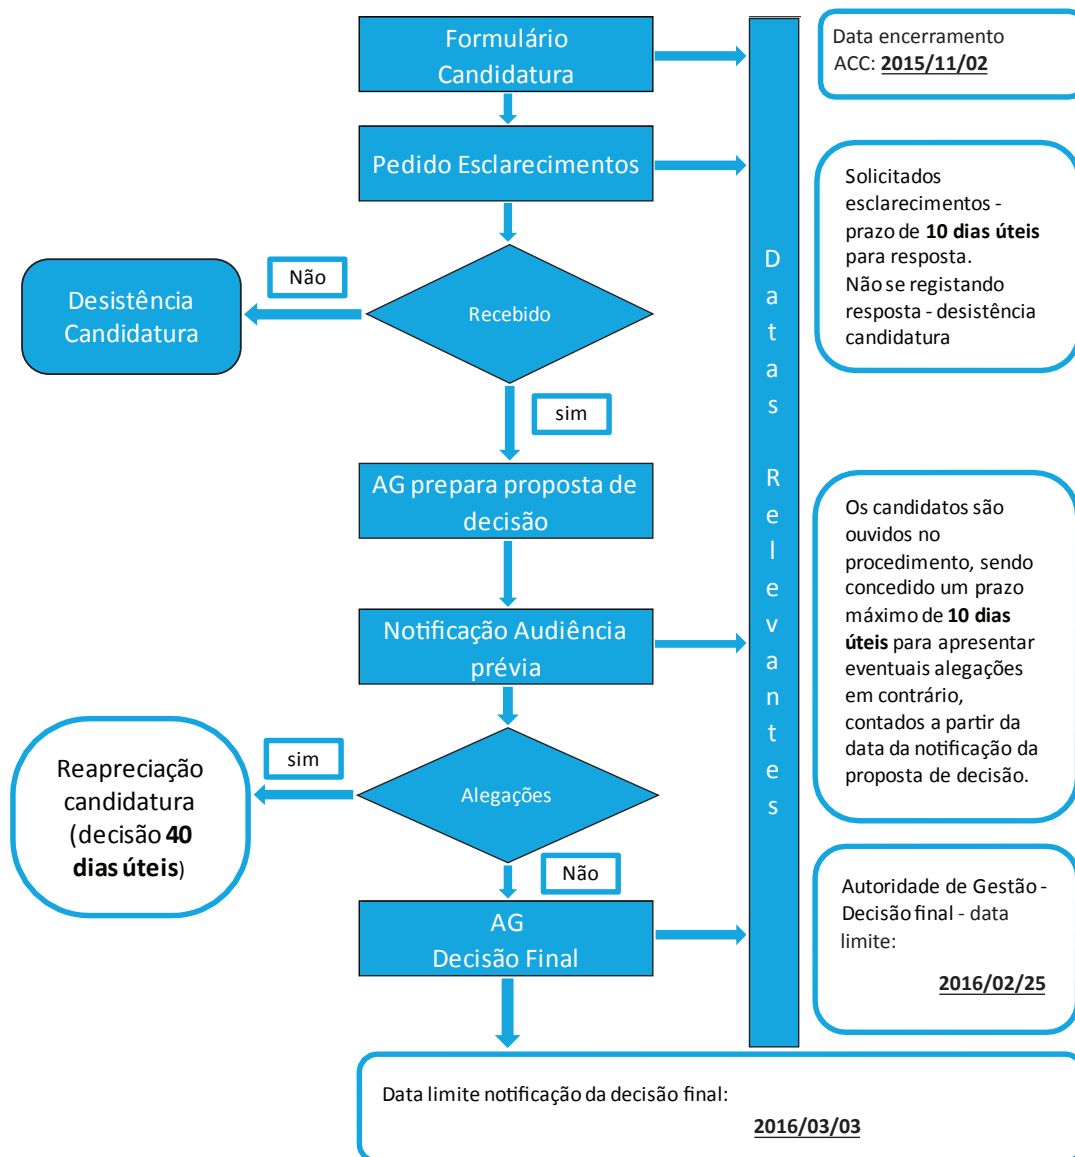 Formulário
Candidatura
Data encerramento
ACC: 2015/11/02
Pedido Esclarecimentos
Solicitados
esclarecimentos -
prazo de 10 dias úteis
para resposta.
Não se registando
resposta - desistência
candidatura
Não
Desistência
Candidatura
Recebido
sim
Datas Relevantes
AG prepara proposta de
decisão
Os candidatos são
ouvidos no
procedimento, sendo
concedido um prazo
máximo de 10 dias
úteis para apresentar
eventuais alegações
em contrário,
contados a partir da
data da notificação da
proposta de decisão.
Notificação Audiência
prévia
sim
Reapreciação
candidatura
(decisão 40
dias úteis)
Alegações
Não
AG
Decisão Final
Autoridade de Gestão -
Decisão final - data
limite:
2016/02/25
Data limite notificação da decisão final:
2016/03/03